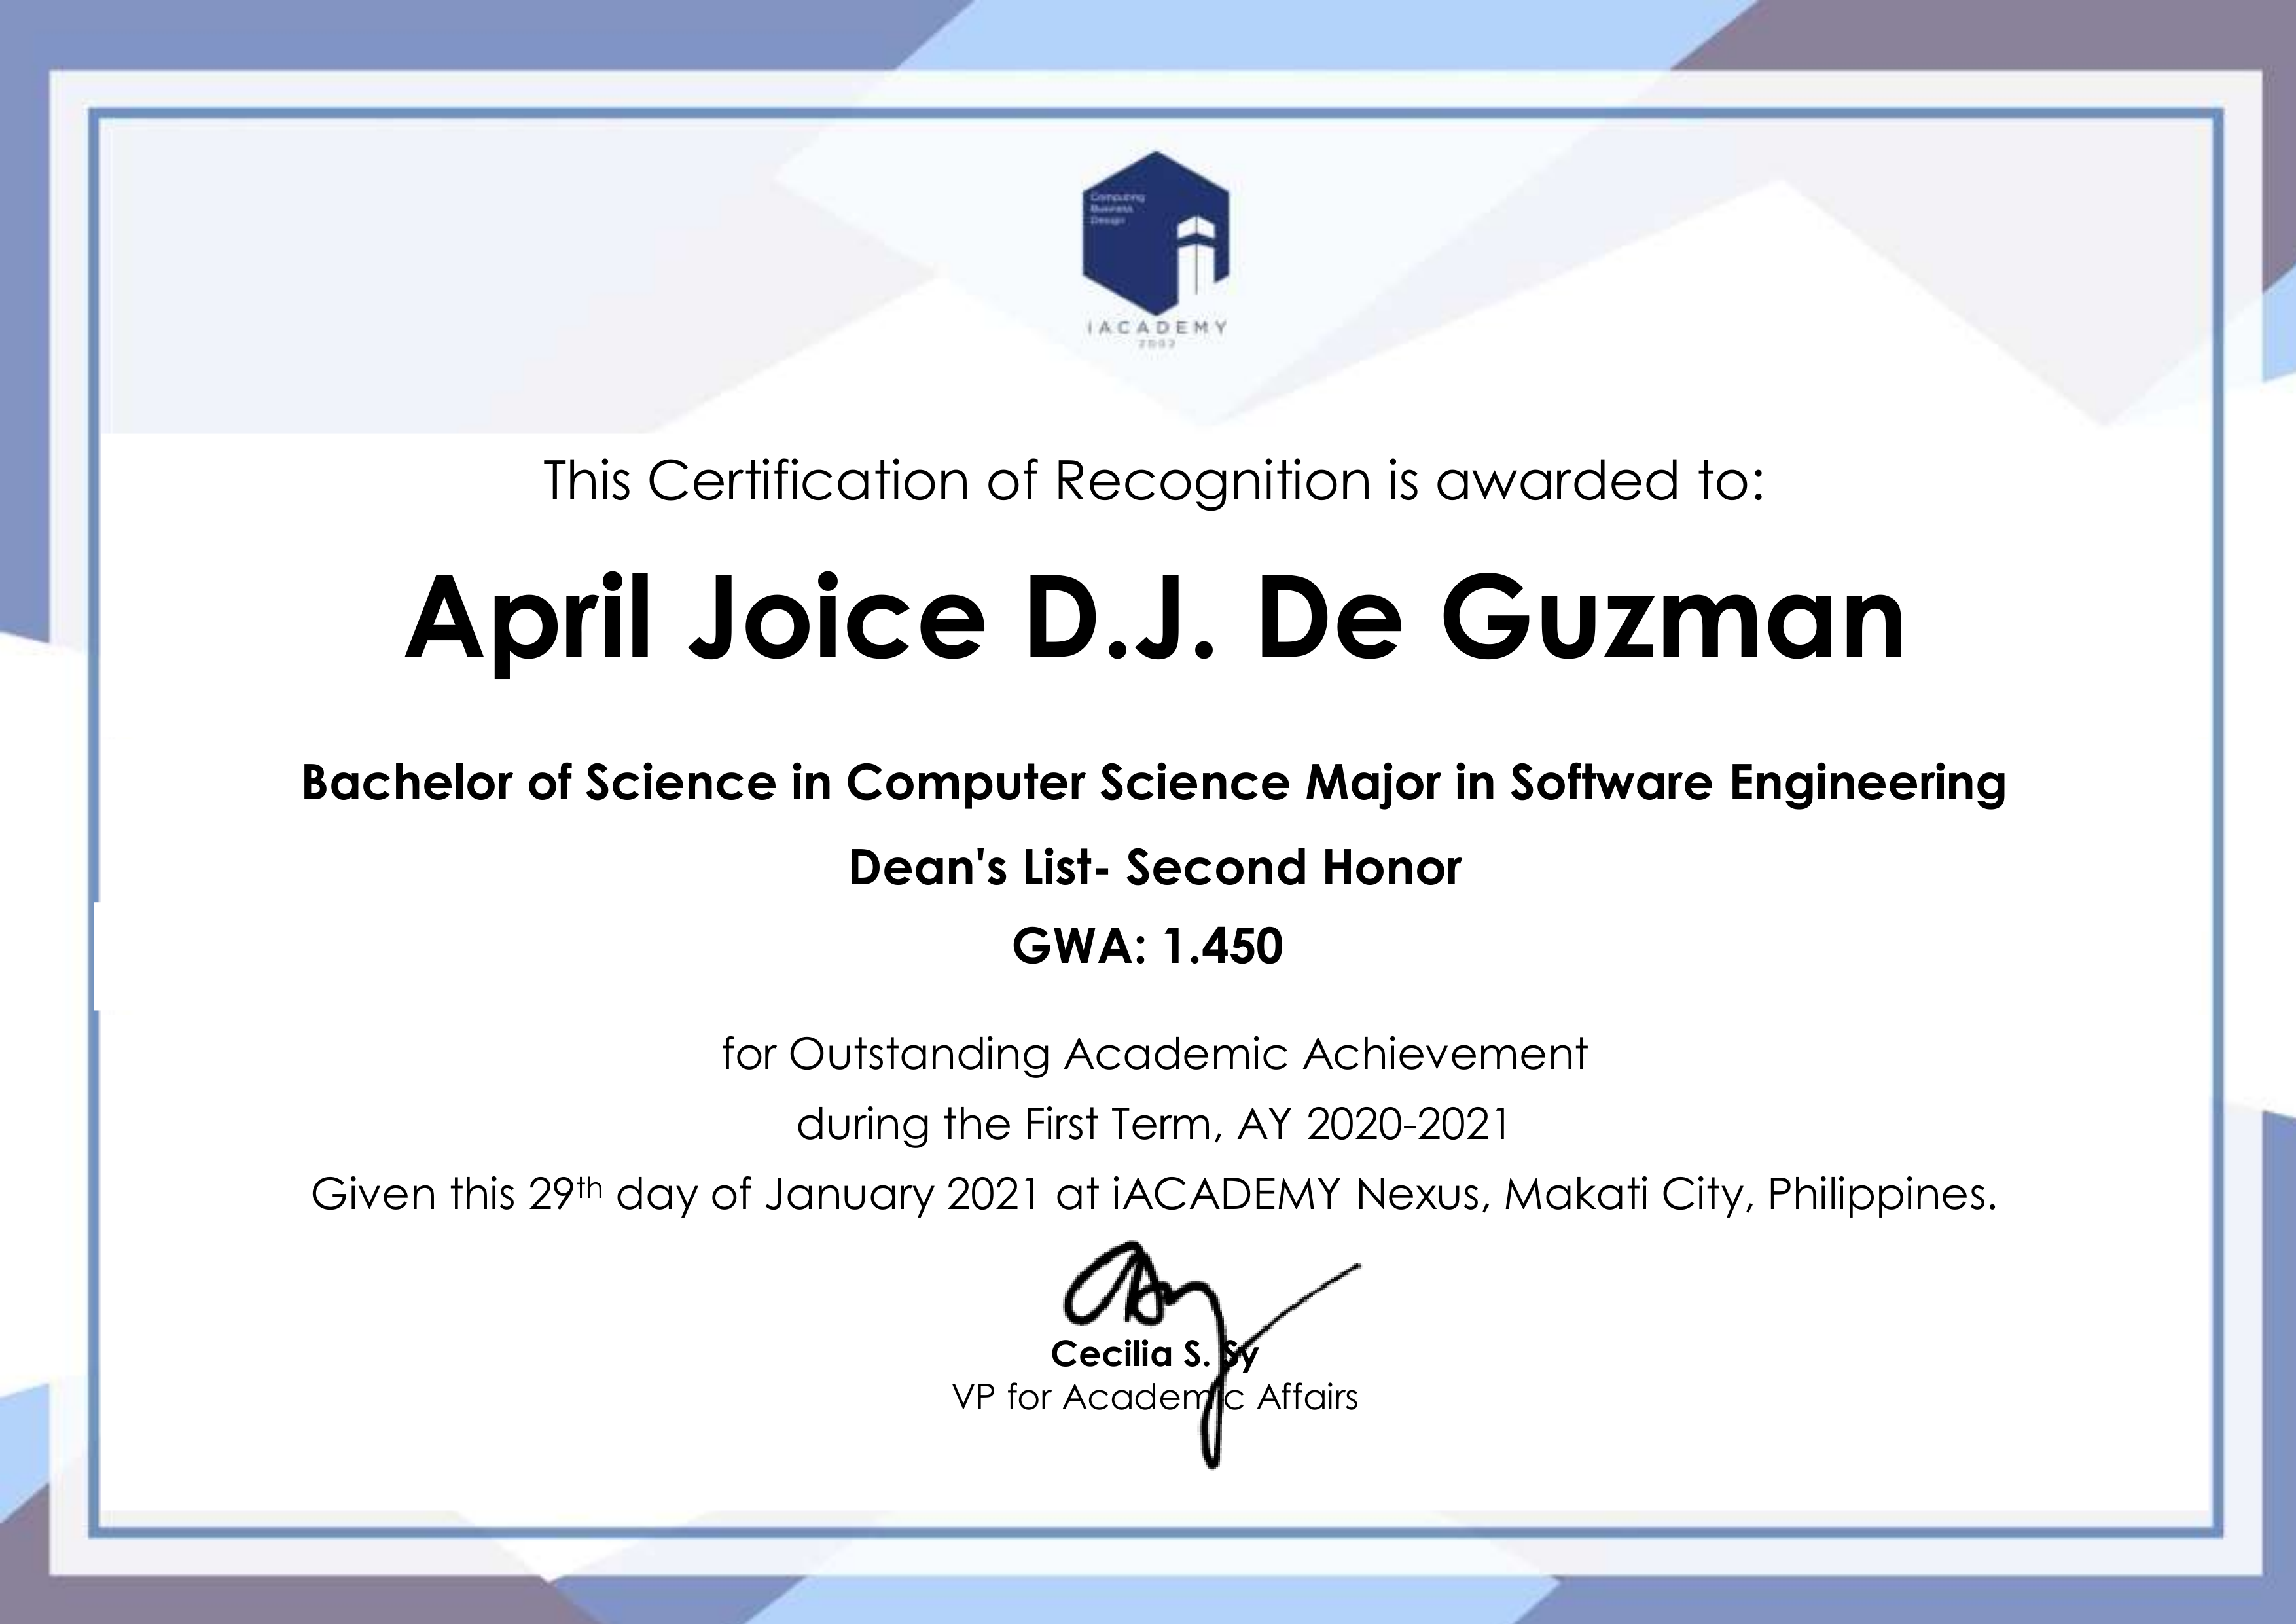 Computing
Business
Design
IACADEMY
2002
This Certification of Recognition is awarded to:
April Joice D.J. De Guzman
Bachelor of Science in Computer Science Major in Software Engineering
Dean's List- Second Honor
GWA: 1.450
for Outstanding Academic Achievement
during the First Term, AY 2020-2021
Given this 29th day of January 2021 at iACADEMY Nexus, Makati City, Philippines.
Cecilia S. Sy
VP for Academic Affairs